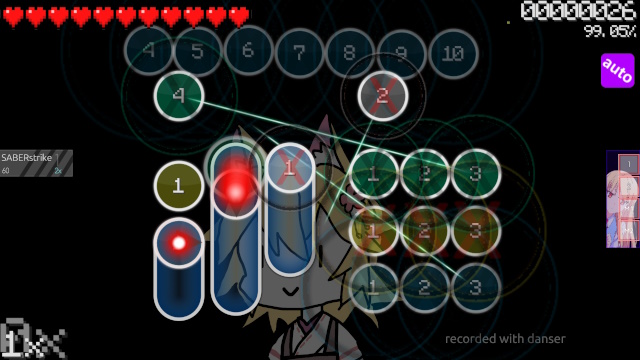 00000026
99.05%
4 5 6 7 8 9 10
auto
4 2
SABERstrike
60 2x
1 1 1 2 3
1 2 3
1 2 3
recorded with danser
1x